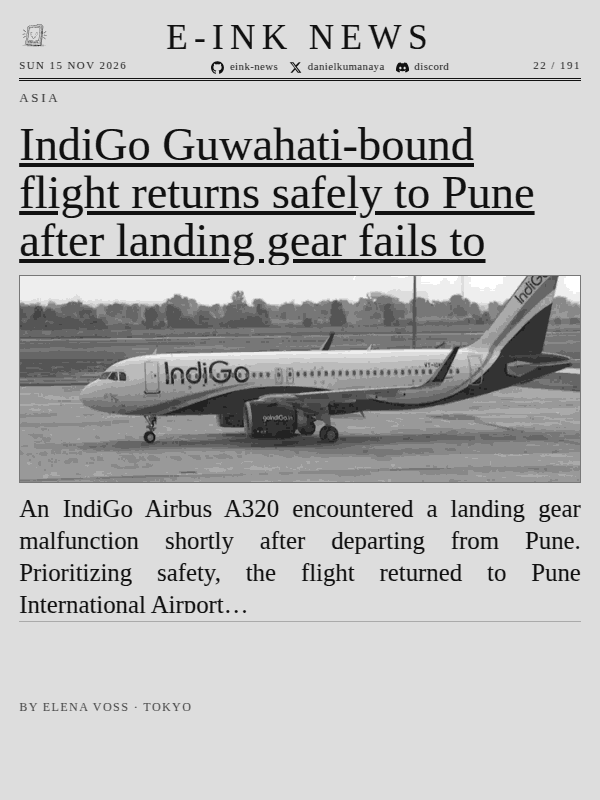 E-INK NEWS
SUN 15 NOV 2026
eink-news danielkumanaya discord
22 / 191
ASIA
IndiGo Guwahati-bound
flight returns safely to Pune
after landing gear fails to
IndiGo
IndiGo
goIndiGo.in
An IndiGo Airbus A320 encountered a landing gear
malfunction shortly after departing from Pune.
Prioritizing safety, the flight returned to Pune
International Airport…
BY ELENA VOSS · TOKYO